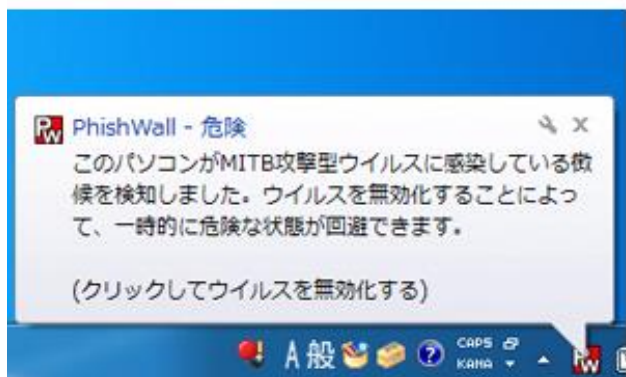 PhishWall - 危険
このパソコンがMITB攻撃型ウイルスに感染している徴
候を検知しました。ウイルスを無効化することによっ
て、一時的に危険な状態が回避できます。
(クリックしてウイルスを無効化する)
A 般 CAPS
KANA
PW